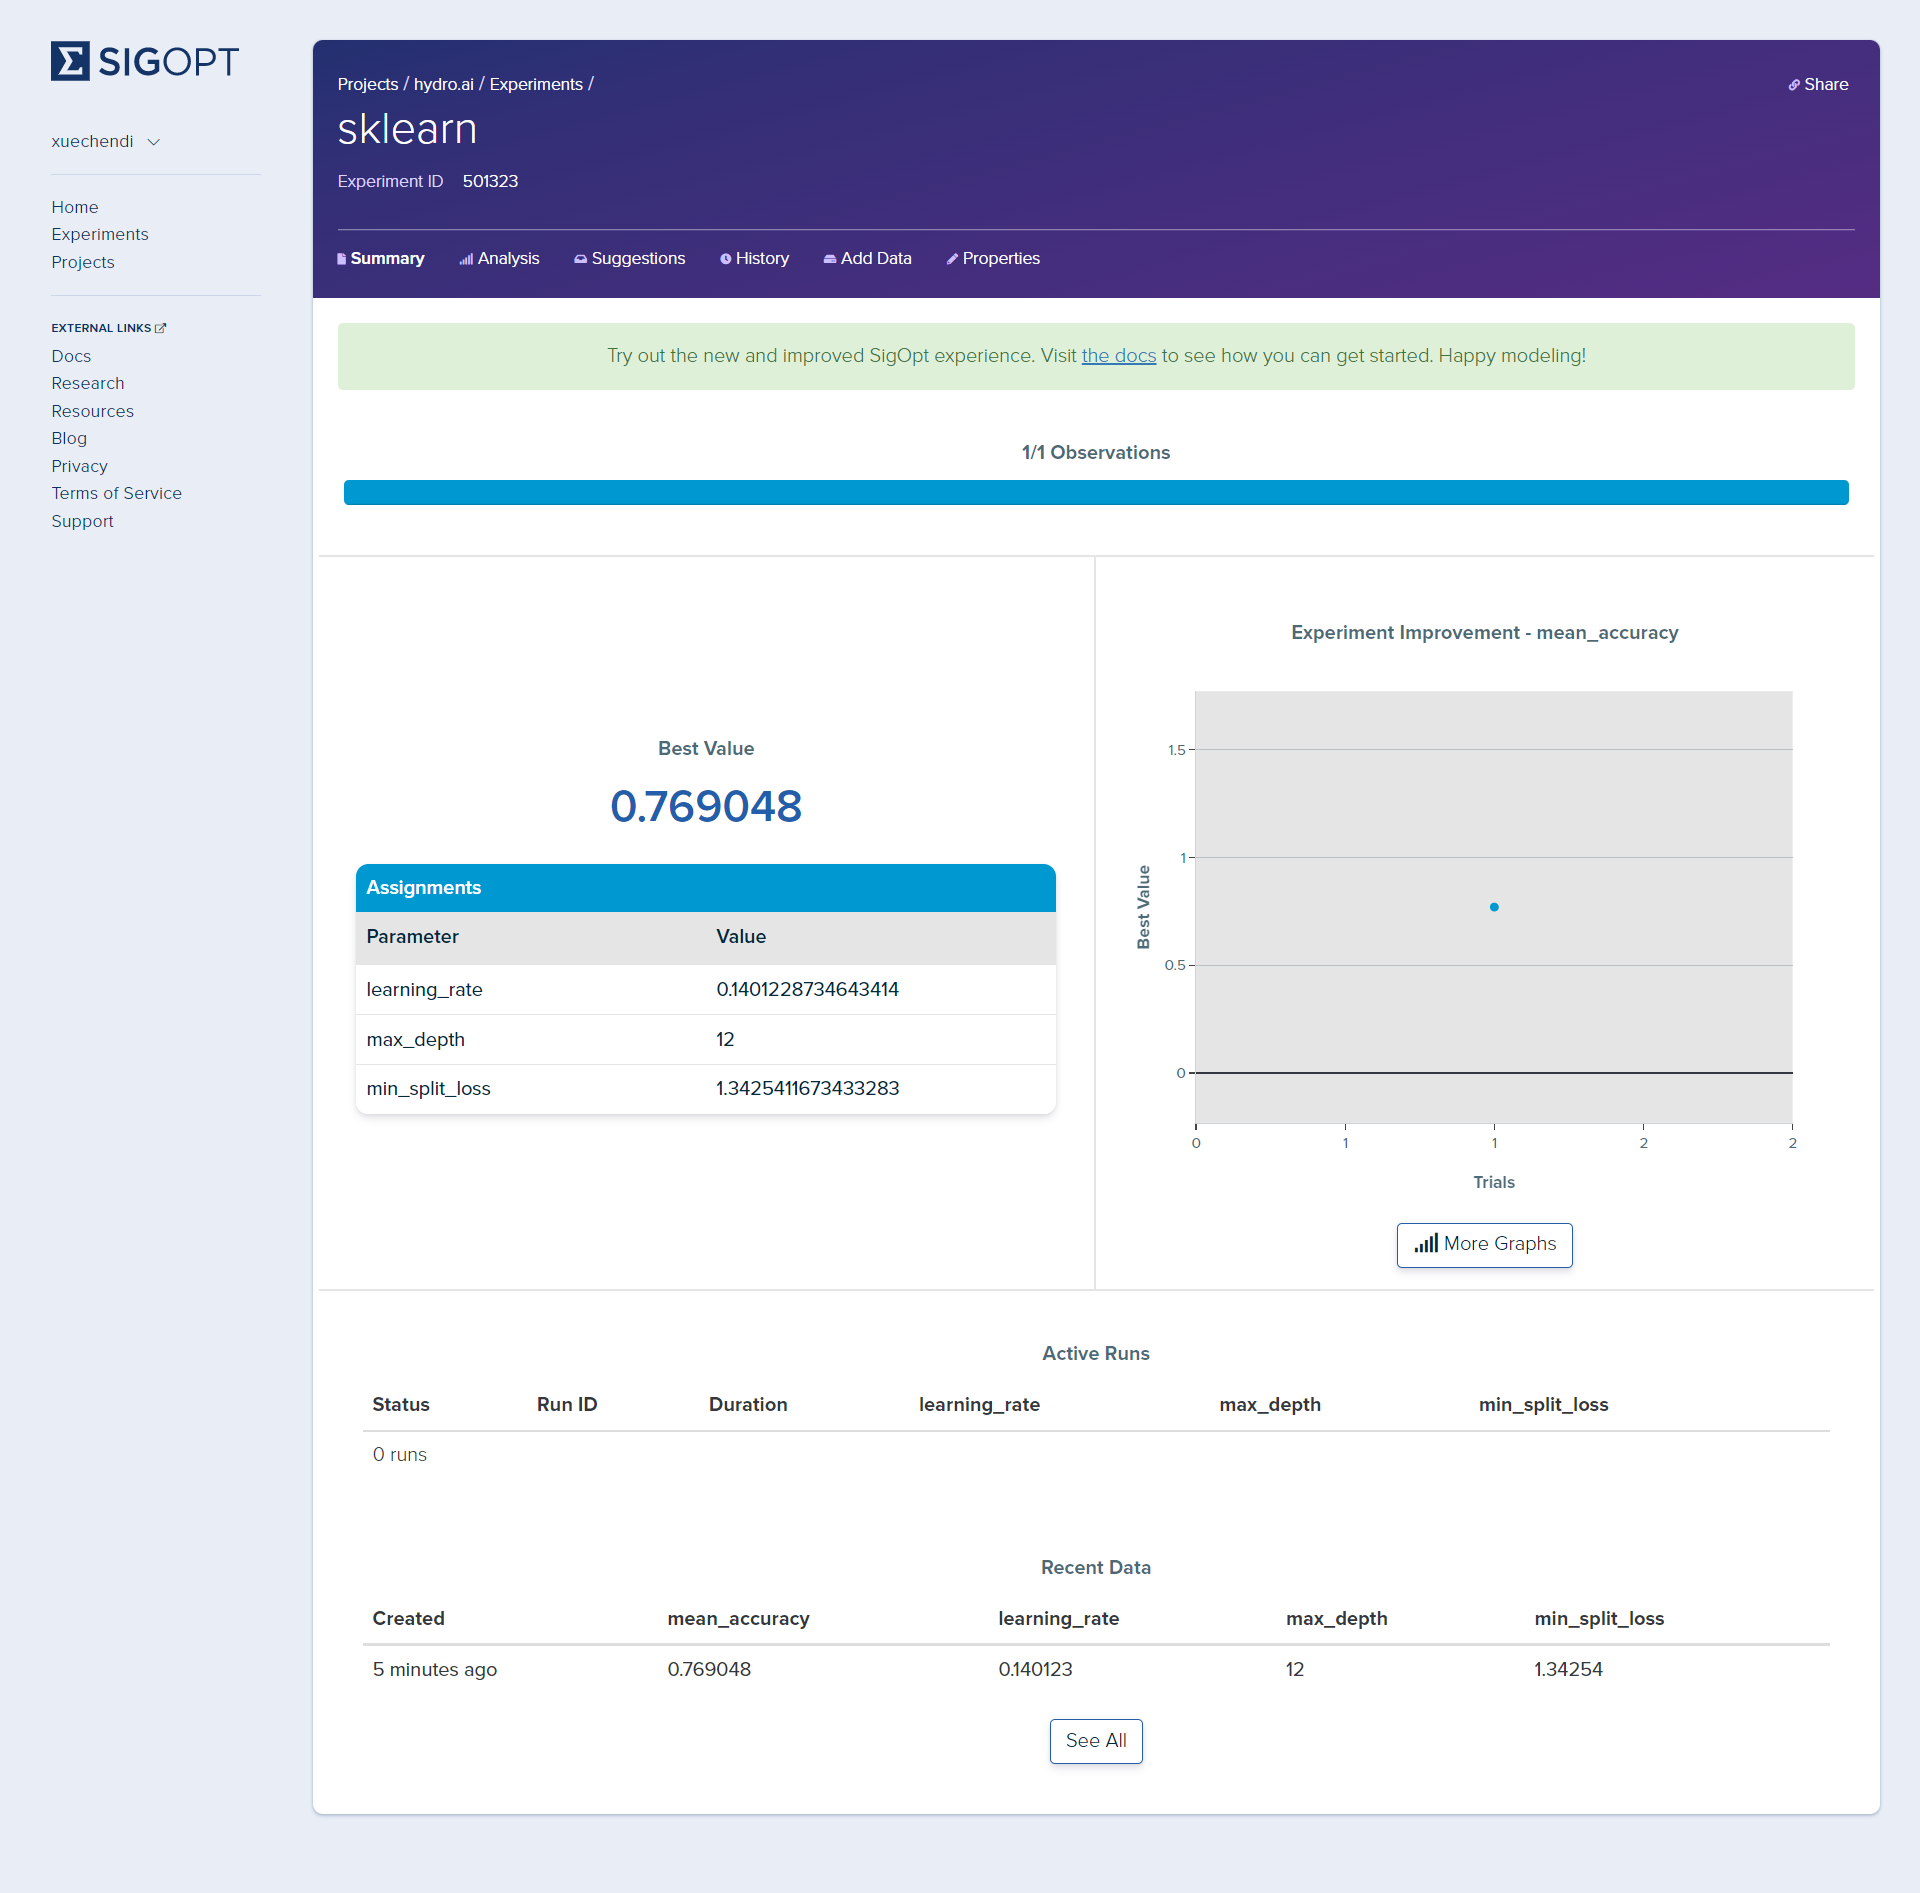 SIGOPT
xuechendi
Home
Experiments
Projects
EXTERNAL LINKS
Docs
Research
Resources
Blog
Privacy
Terms of Service
Support
Projects / hydro.ai / Experiments /
Share
sklearn
Experiment ID 501323
Summary Analysis Suggestions History Add Data Properties
Try out the new and improved SigOpt experience. Visit the docs to see how you can get started. Happy modeling!
1/1 Observations
Best Value
0.769048
Assignments
Parameter Value
learning_rate 0.1401228734643414
max_depth 12
min_split_loss 1.3425411673433283
Experiment Improvement - mean_accuracy
Best Value
1.5
1
0.5
0
0 1 1 2 2
Trials
More Graphs
Active Runs
Status Run ID Duration learning_rate max_depth min_split_loss
0 runs
Recent Data
Created mean_accuracy learning_rate max_depth min_split_loss
5 minutes ago 0.769048 0.140123 12 1.34254
See All